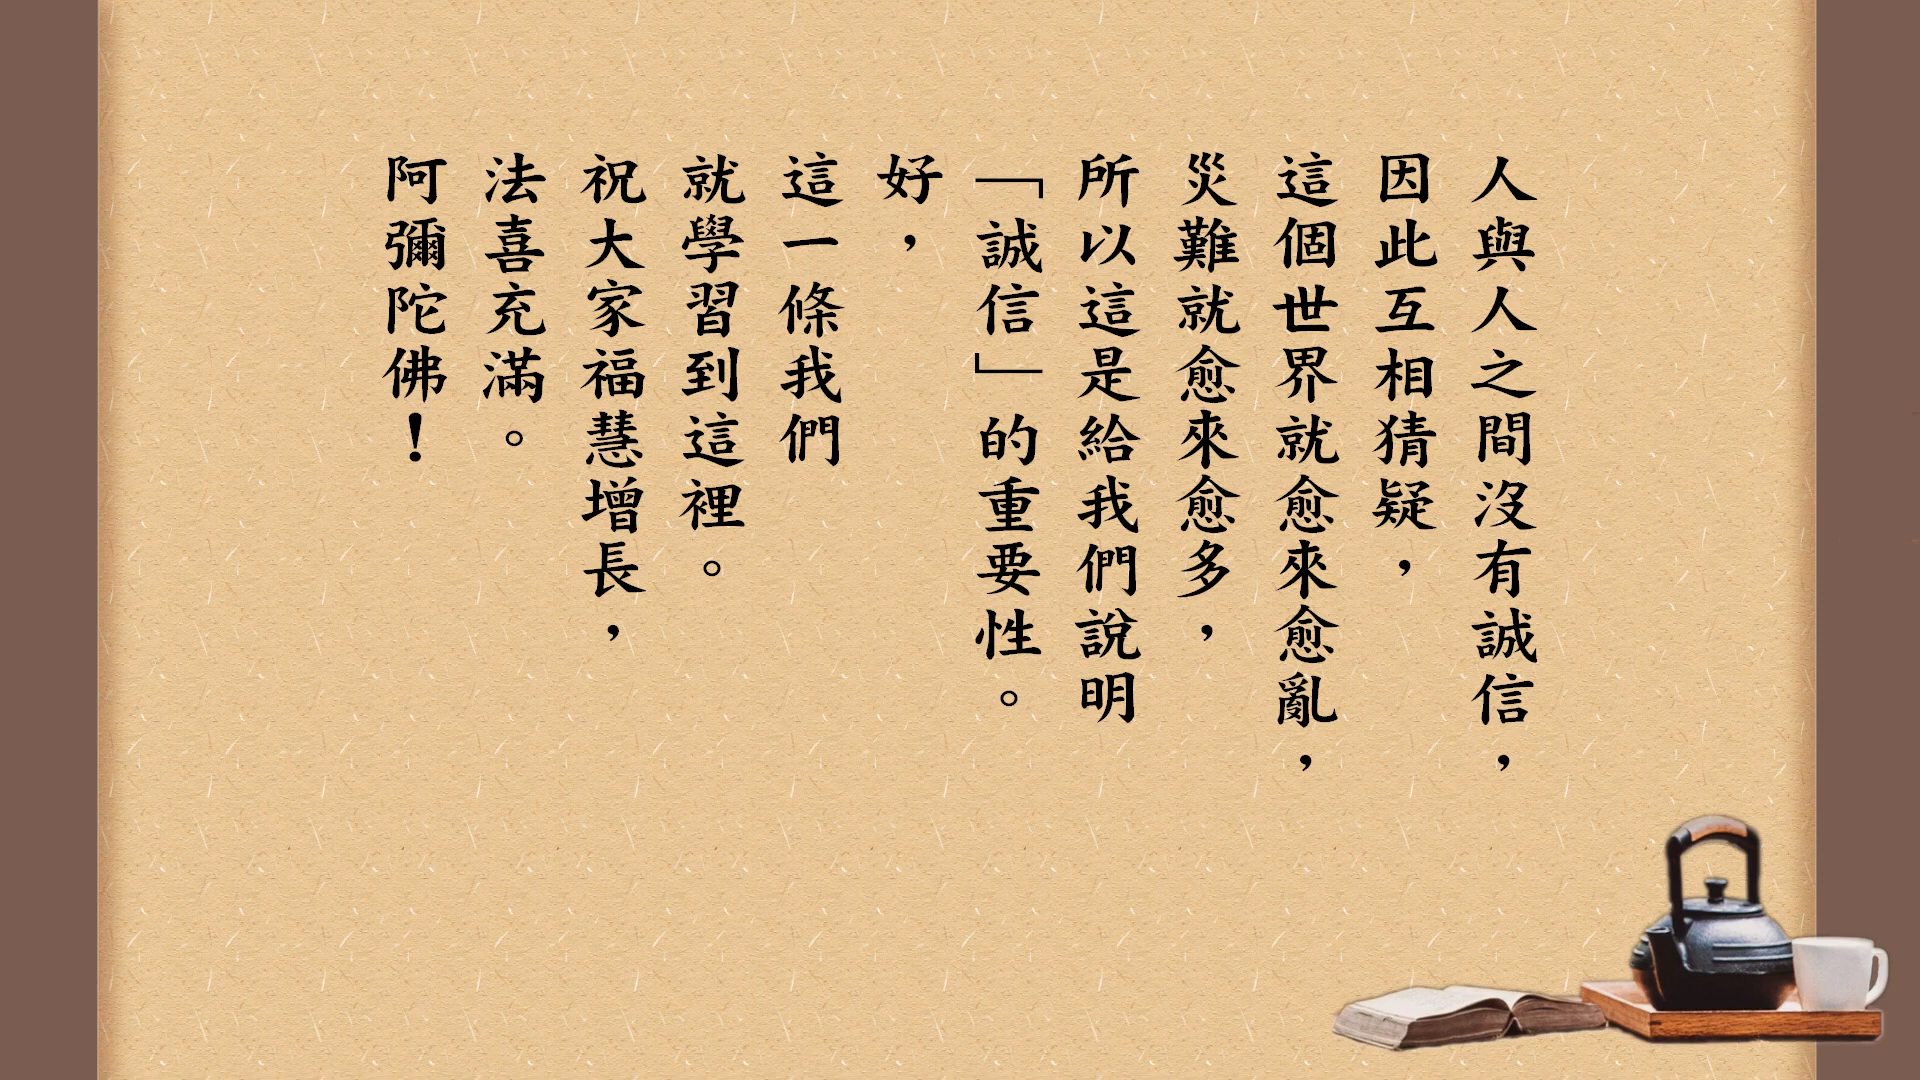 人與人之間沒有誠信，
因此互相猜疑，
這個世界就愈來愈亂，
災難就愈來愈多，
所以這是給我們說明
「誠信」的重要性。
好，
這一條我們
就學習到這裡。
祝大家福慧增長，
法喜充滿。
阿彌陀佛！